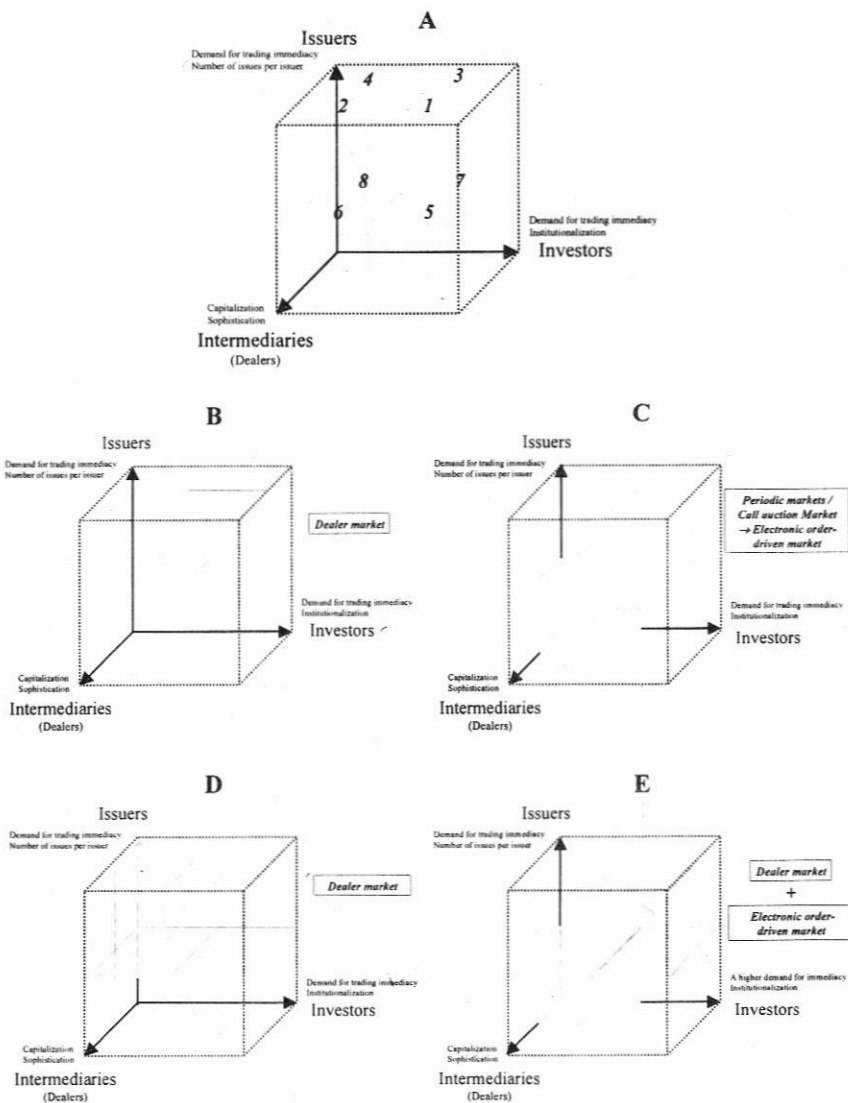 A
Issuers
Demand for trading immediacy
Number of issues per issuer
4 3
2 1
8 7
6 5
Demand for trading immediacy
Institutionalization
Investors
Capitalization
Sophistication
Intermediaries
(Dealers)
B
Issuers
Demand for trading immediacy
Number of issues per issuer
Dealer market
Demand for trading immediacy
Institutionalization
Investors
Capitalization
Sophistication
Intermediaries
(Dealers)
C
Issuers
Demand for trading immediacy
Number of issues per issuer
Periodic markets /
Call auction Market
→ Electronic order-
driven market
Demand for trading immediacy
Institutionalization
Investors
Capitalization
Sophistication
Intermediaries
(Dealers)
D
Issuers
Demand for trading immediacy
Number of issues per issuer
Dealer market
Demand for trading immediacy
Institutionalization
Investors
Capitalization
Sophistication
Intermediaries
(Dealers)
E
Issuers
Demand for trading immediacy
Number of issues per issuer
Dealer market
+
Electronic order-
driven market
A higher demand for immediacy
Institutionalization
Investors
Capitalization
Sophistication
Intermediaries
(Dealers)